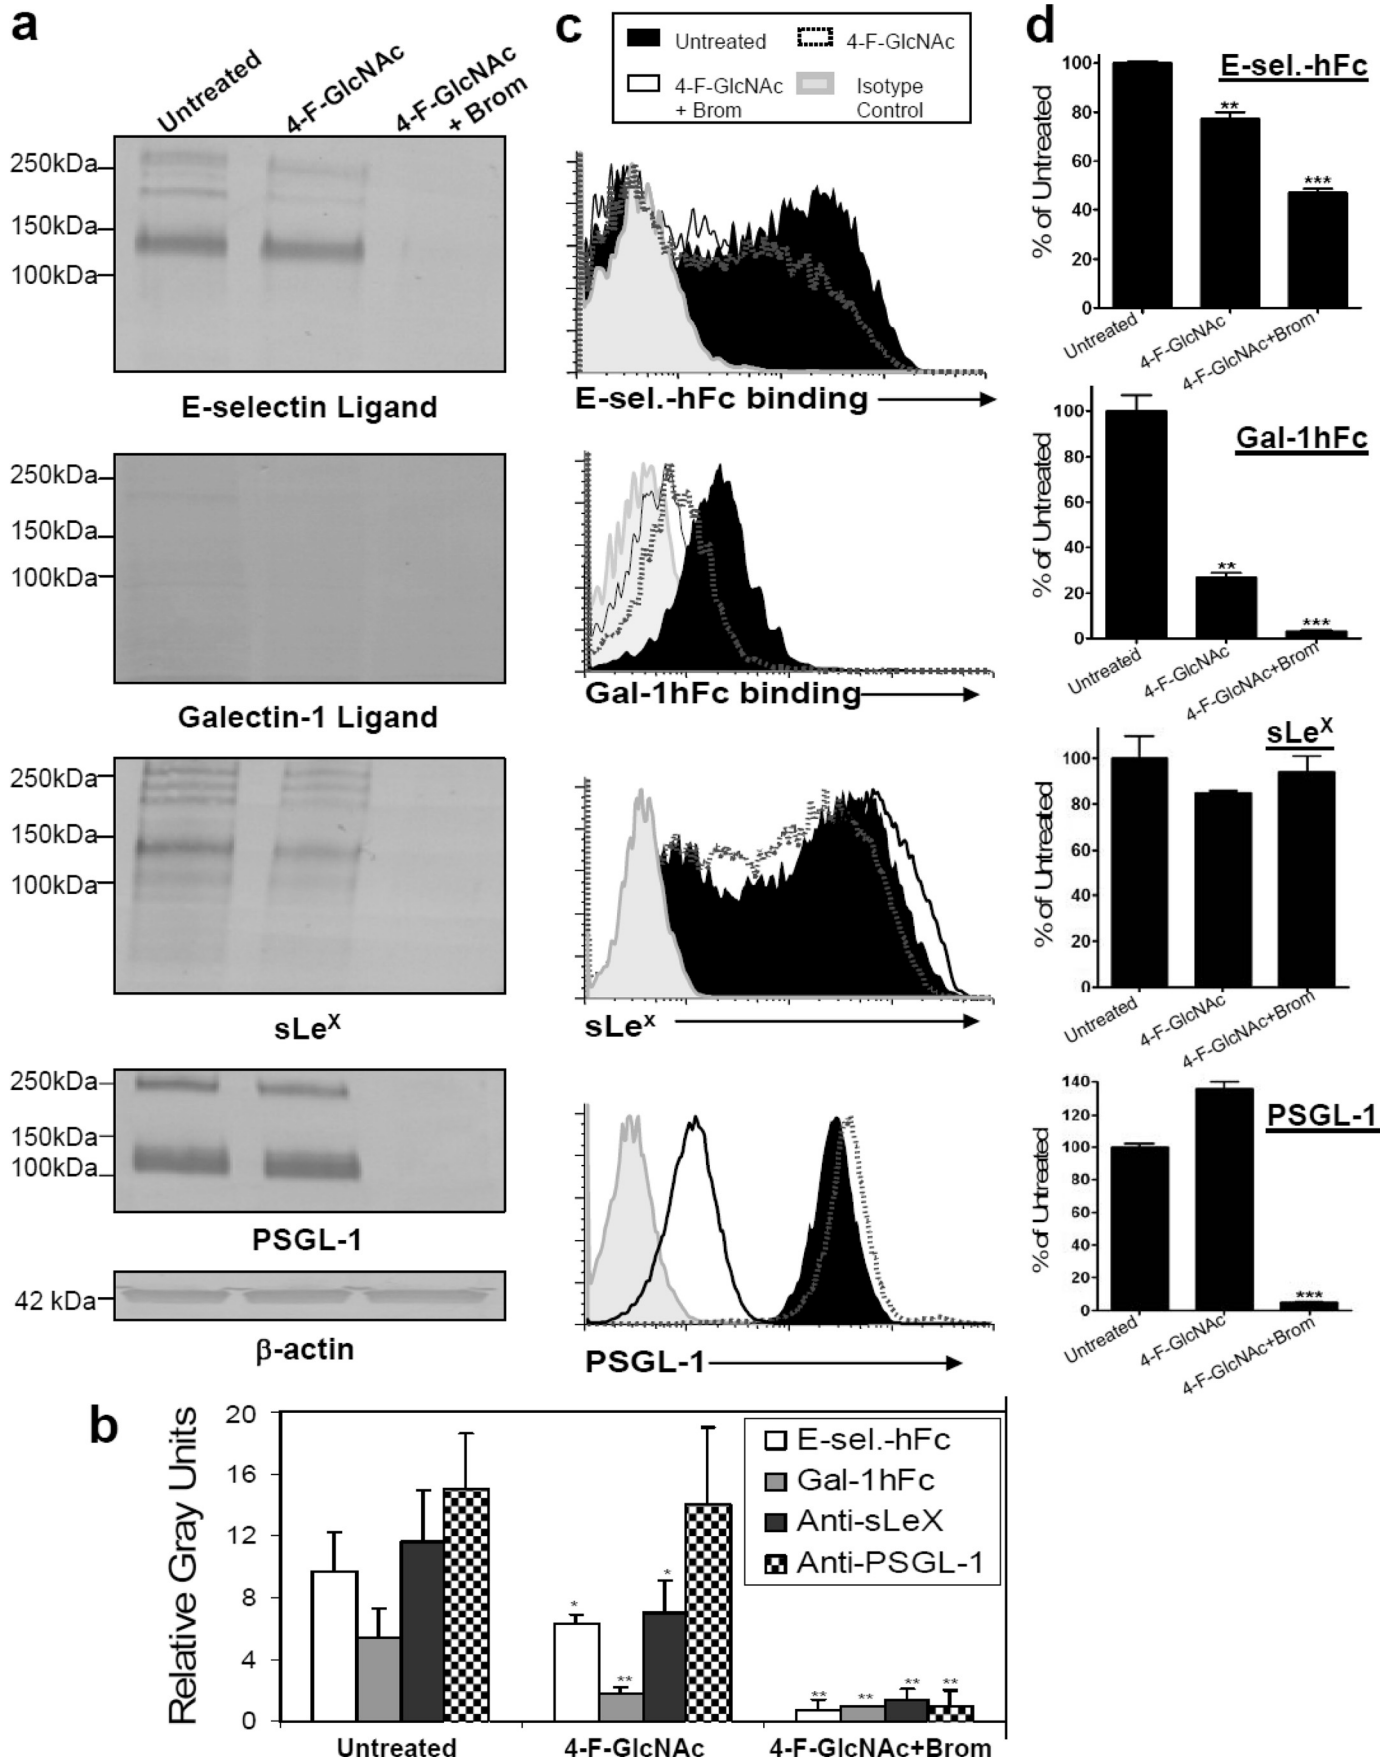 a
Untreated
4-F-GlcNAc
4-F-GlcNAc
+ Brom
250kDa
150kDa
100kDa
E-selectin Ligand
250kDa
150kDa
100kDa
Galectin-1 Ligand
250kDa
150kDa
100kDa
sLeX
250kDa
150kDa
100kDa
PSGL-1
42 kDa
β-actin
c
Untreated
4-F-GlcNAc
4-F-GlcNAc
+ Brom
Isotype
Control
E-sel.-hFc binding
Gal-1hFc binding
sLeX
PSGL-1
d
E-sel.-hFc
% of Untreated
100
80
60
40
20
0
**
***
Untreated
4-F-GlcNAc
4-F-GlcNAc+Brom
Gal-1hFc
% of Untreated
100
80
60
40
20
0
**
***
Untreated
4-F-GlcNAc
4-F-GlcNAc+Brom
sLeX
% of Untreated
100
80
60
40
20
0
Untreated
4-F-GlcNAc
4-F-GlcNAc+Brom
PSGL-1
% of Untreated
140
120
100
80
60
40
20
0
***
Untreated
4-F-GlcNAc
4-F-GlcNAc+Brom
b
Relative Gray Units
20
16
12
8
4
0
E-sel.-hFc
Gal-1hFc
Anti-sLeX
Anti-PSGL-1
*
**
*
**
**
**
**
Untreated
4-F-GlcNAc
4-F-GlcNAc+Brom